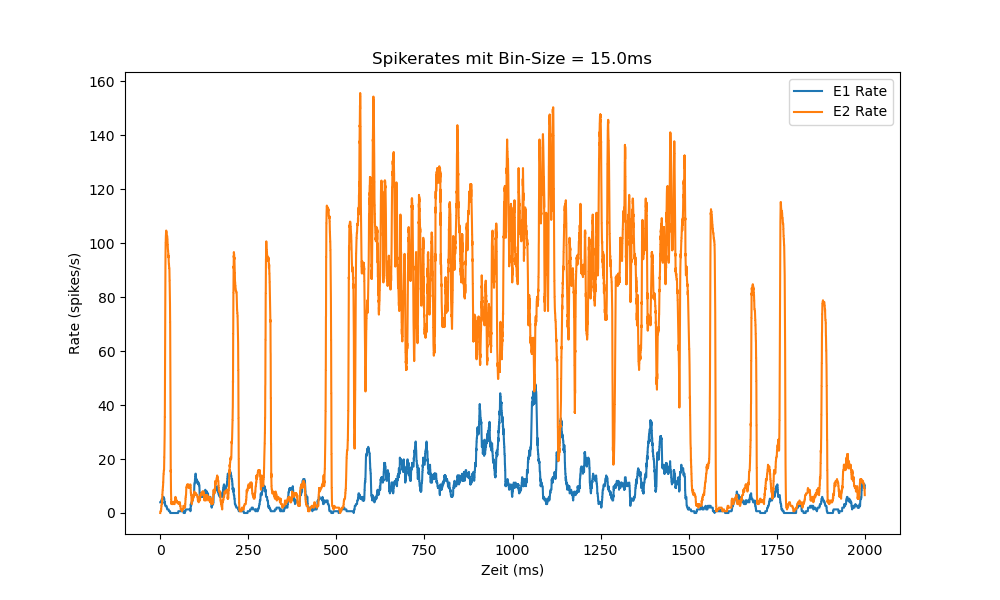 Spikerates mit Bin-Size = 15.0ms
E1 Rate
E2 Rate
Rate (spikes/s)
160
140
120
100
80
60
40
20
0
0 250 500 750 1000 1250 1500 1750 2000
Zeit (ms)